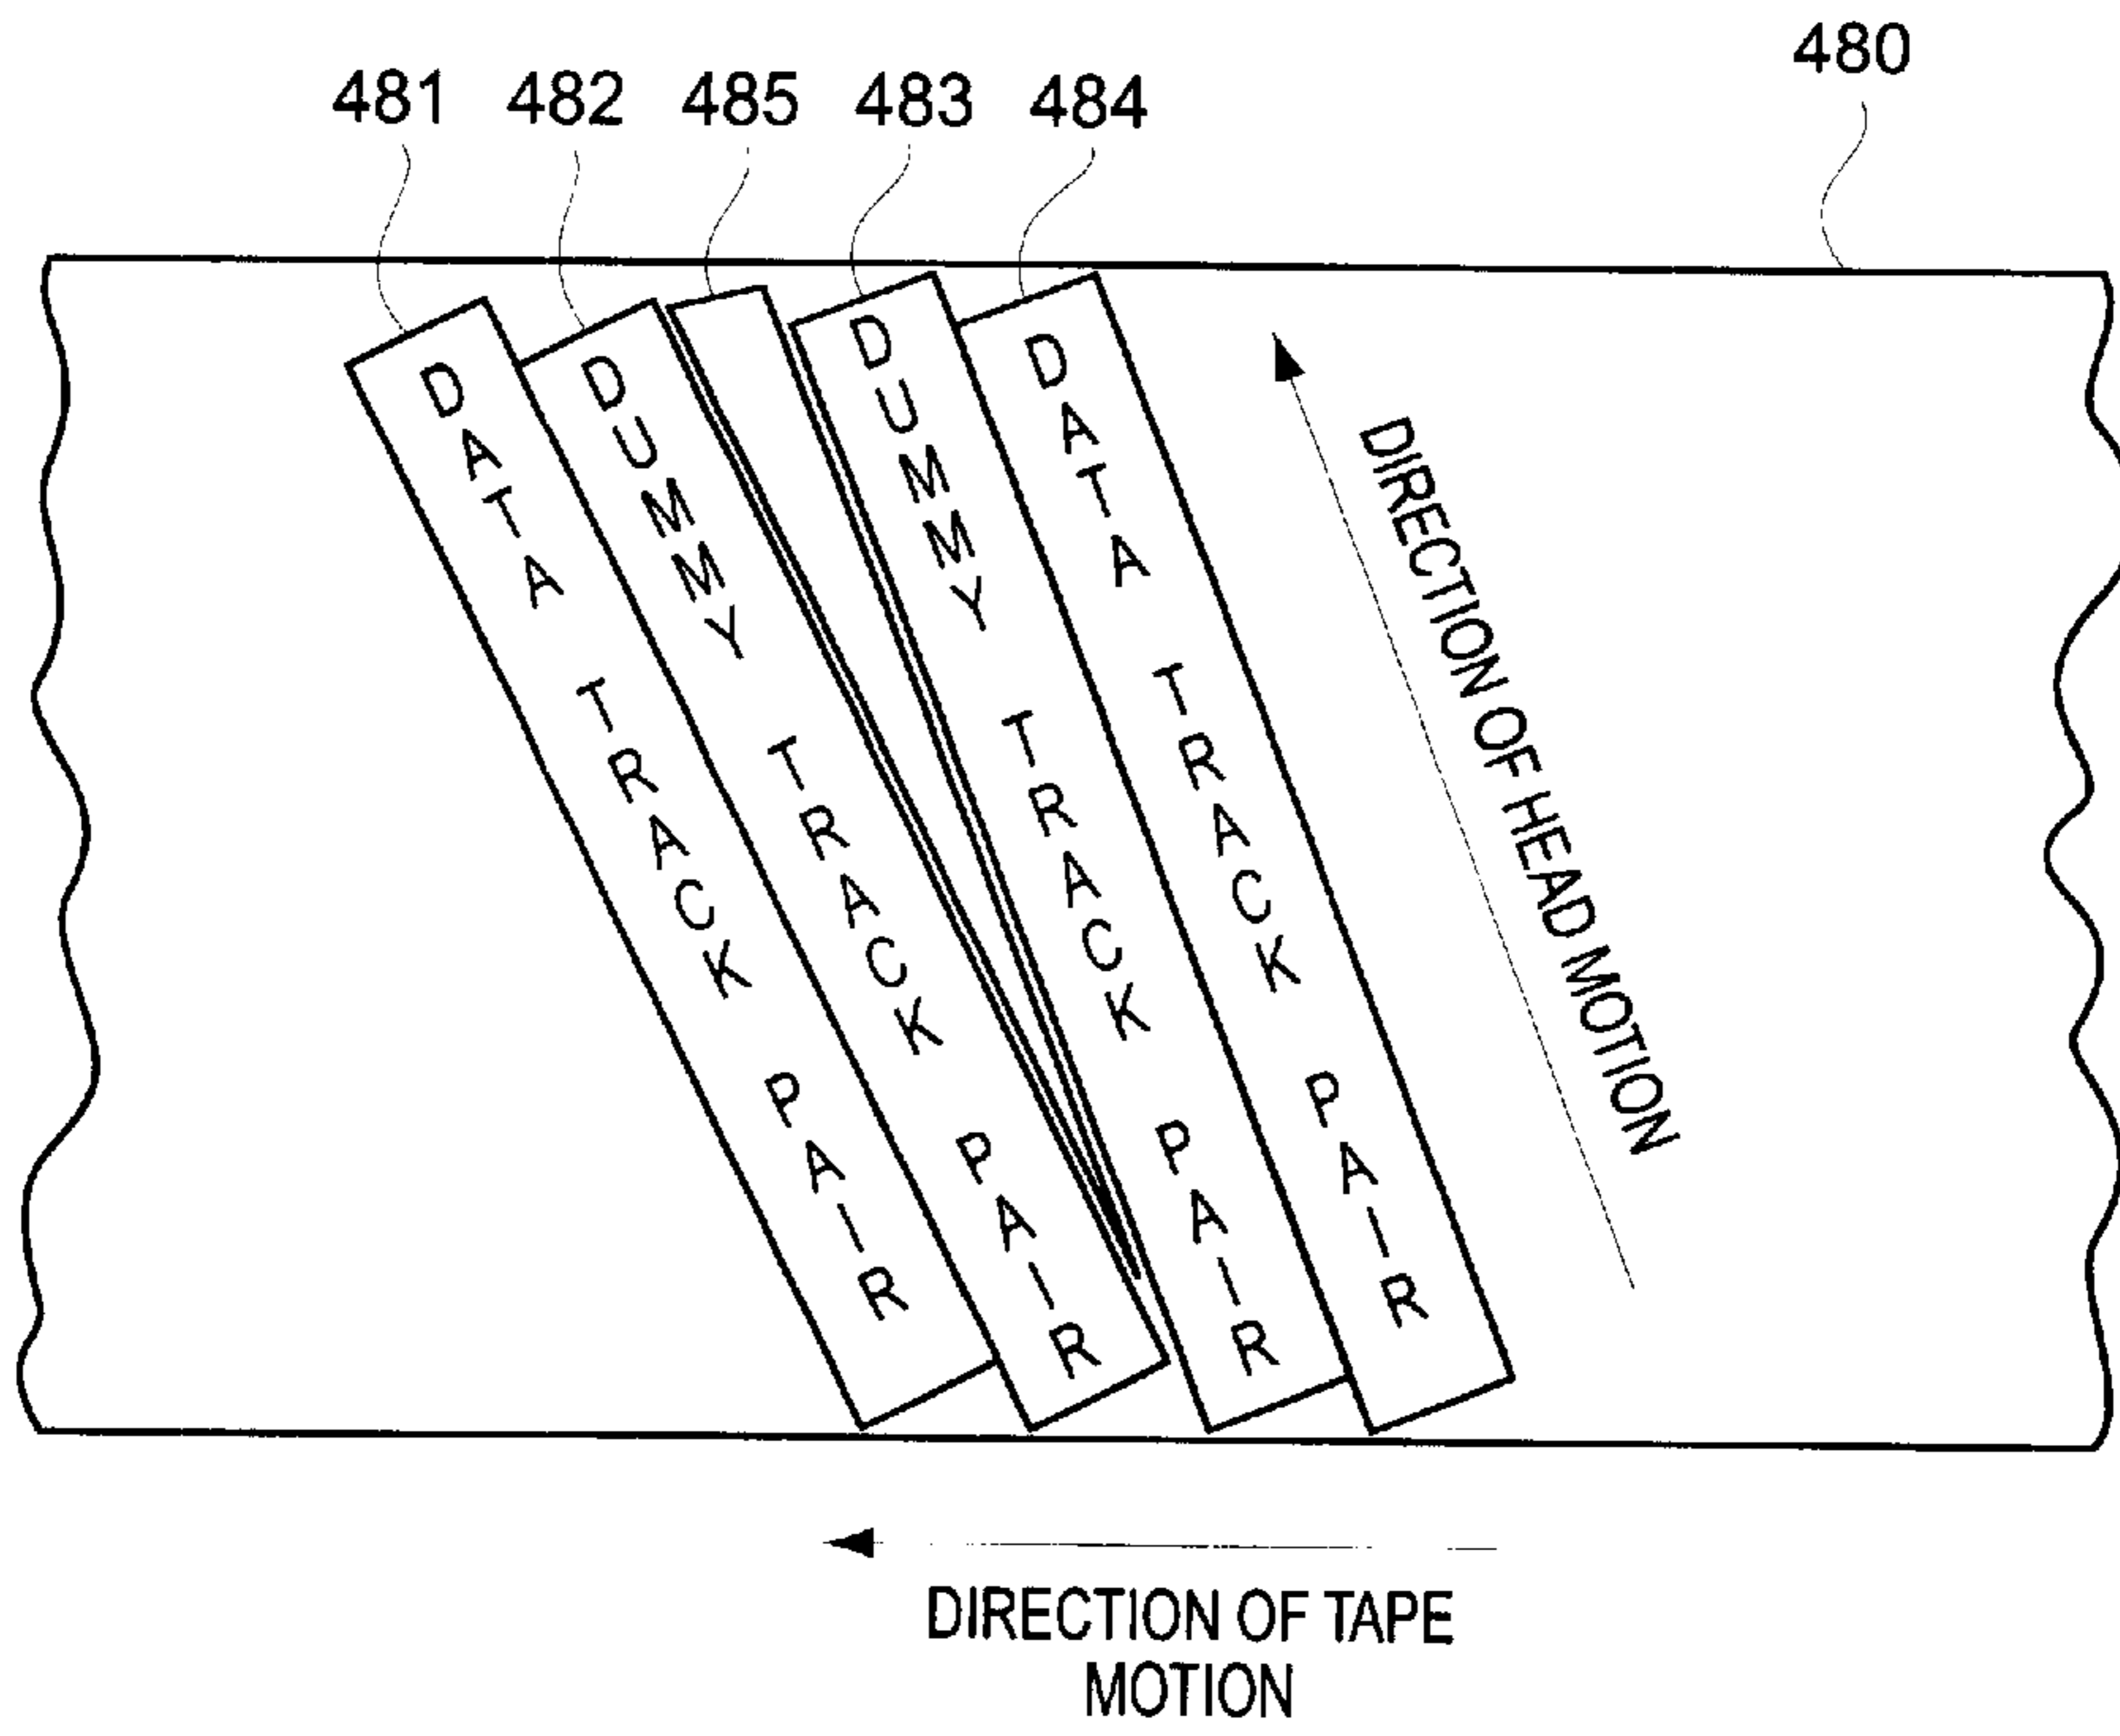 480
481 482 485 483 484
DATA TRACK PAIR
DUMMY TRACK PAIR
DUMMY TRACK PAIR
DATA TRACK PAIR
DIRECTION OF HEAD MOTION
DIRECTION OF TAPE
MOTION